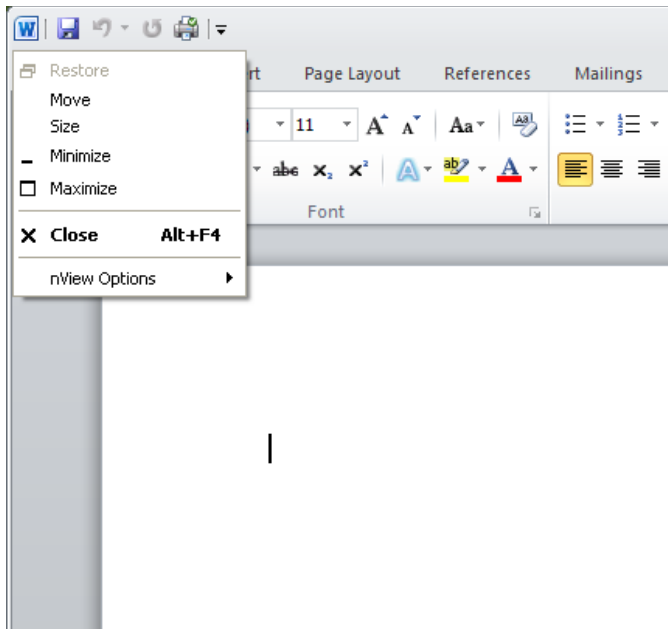 W
Restore
rt Page Layout References Mailings
Move
Size
Minimize
Maximize
Close Alt+F4
nView Options
11 A A Aa Aa
abc x₂ x² A ab A
Font